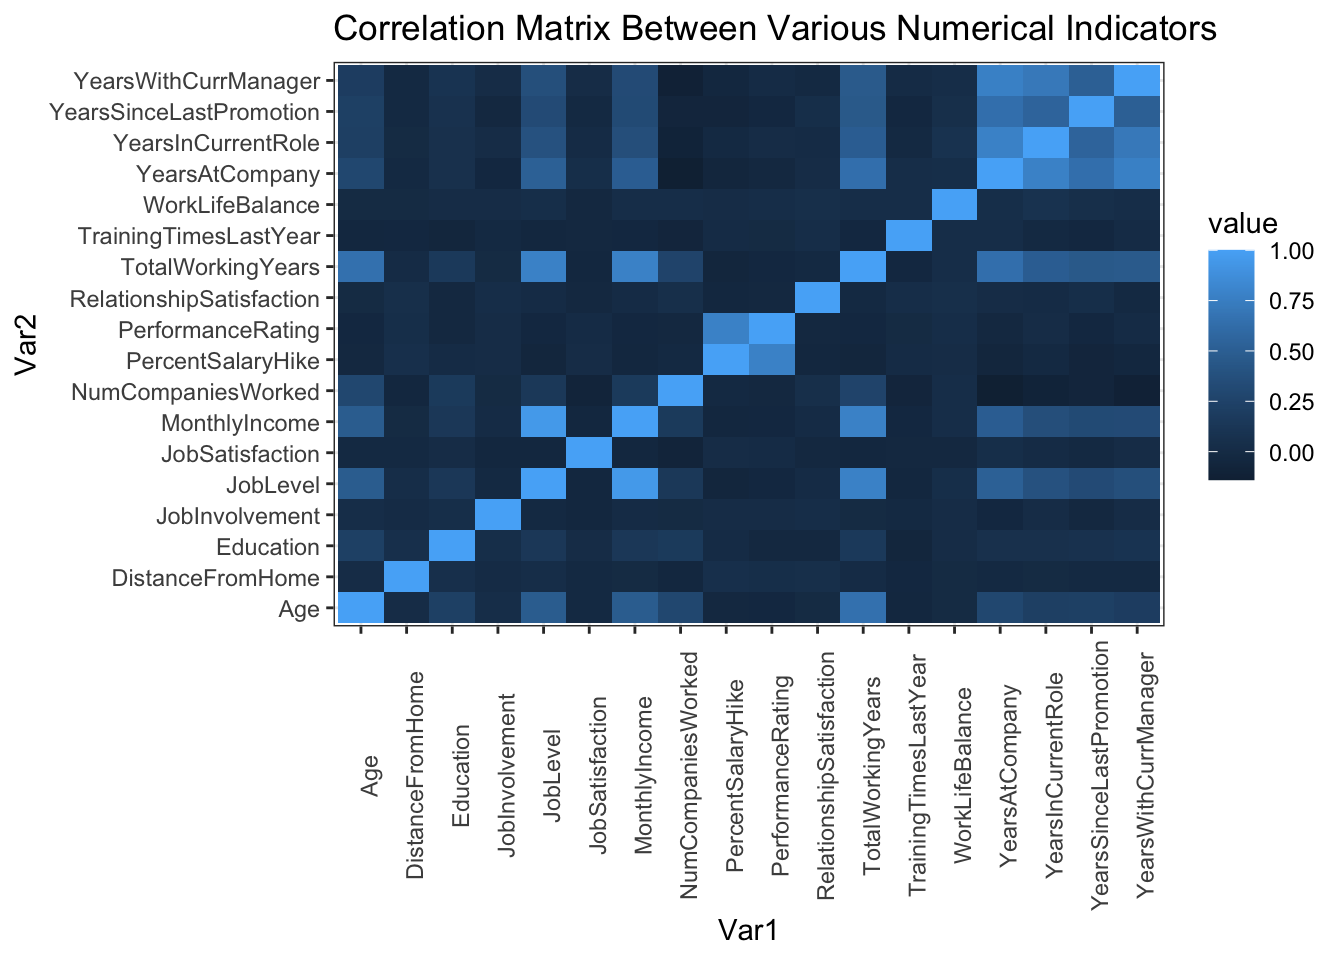 Correlation Matrix Between Various Numerical Indicators
Var2
YearsWithCurrManager
YearsSinceLastPromotion
YearsInCurrentRole
YearsAtCompany
WorkLifeBalance
TrainingTimesLastYear
TotalWorkingYears
RelationshipSatisfaction
PerformanceRating
PercentSalaryHike
NumCompaniesWorked
MonthlyIncome
JobSatisfaction
JobLevel
JobInvolvement
Education
DistanceFromHome
Age
Age
DistanceFromHome
Education
JobInvolvement
JobLevel
JobSatisfaction
MonthlyIncome
NumCompaniesWorked
PercentSalaryHike
PerformanceRating
RelationshipSatisfaction
TotalWorkingYears
TrainingTimesLastYear
WorkLifeBalance
YearsAtCompany
YearsInCurrentRole
YearsSinceLastPromotion
YearsWithCurrManager
Var1
value
1.00
0.75
0.50
0.25
0.00